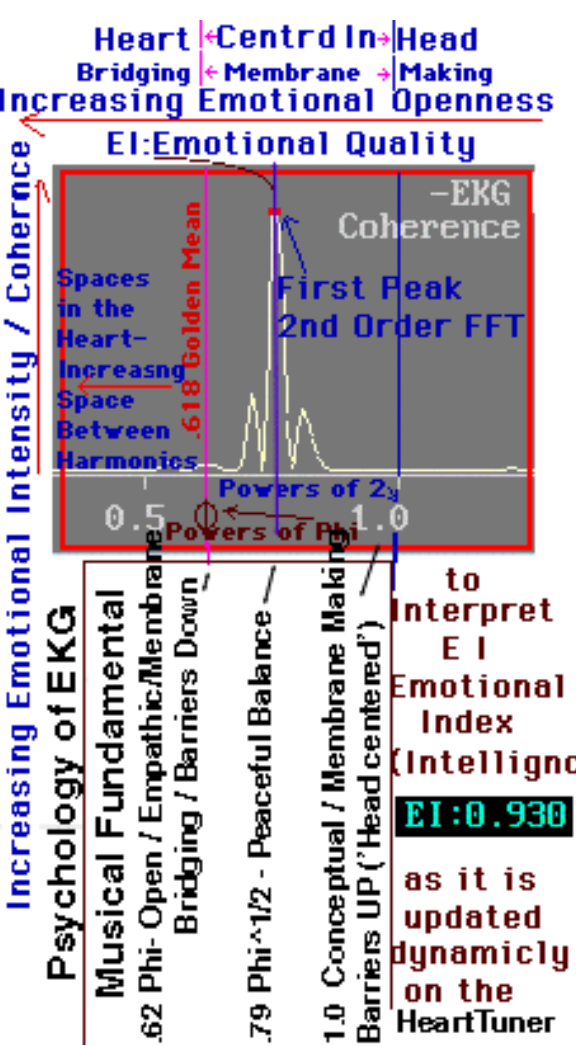 Heart |←Centrd In→|Head
Bridging |← Membrane →| Making
Increasing Emotional Openness
EI:Emotional Quality
-EKG
Coherence
First Peak
2nd Order FFT
Spaces
in the
Heart-
Increasng
Space
Between
Harmonics
.618 Golden Mean
Powers of 2
0.5
1.0
Powers of Phi
Increasing Emotional Intensity / Cohernce
Psychology of EKG
Musical Fundamental
.62 Phi- Open / Empathic/Membrane
Bridging / Barriers Down
.79 Phi^1/2 - Peaceful Balance
1.0 Conceptual / Membrane Making
Barriers UP ('Head centered')
to
Interpret
E I
Emotional
Index
(Intellignc
EI:0.930
as it is
updated
dynamicly
on the
HeartTuner